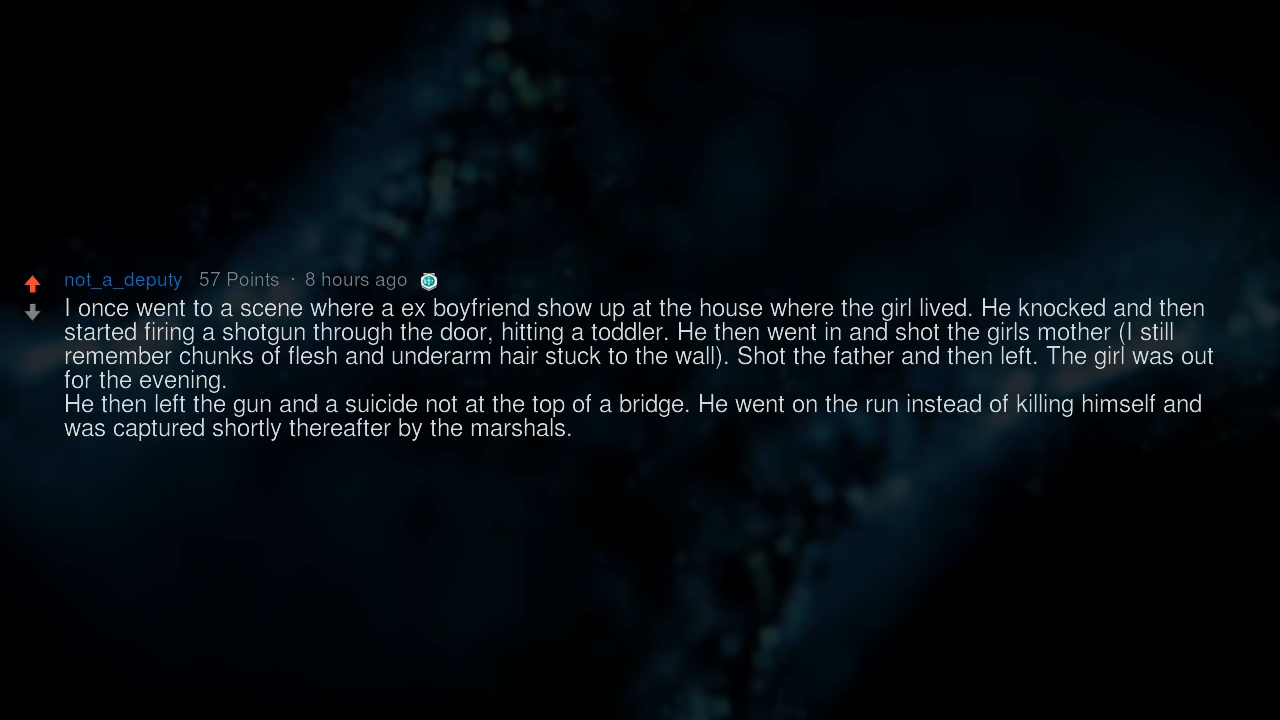 not_a_deputy 57 Points · 8 hours ago
I once went to a scene where a ex boyfriend show up at the house where the girl lived. He knocked and then
started firing a shotgun through the door, hitting a toddler. He then went in and shot the girls mother (I still
remember chunks of flesh and underarm hair stuck to the wall). Shot the father and then left. The girl was out
for the evening.
He then left the gun and a suicide not at the top of a bridge. He went on the run instead of killing himself and
was captured shortly thereafter by the marshals.